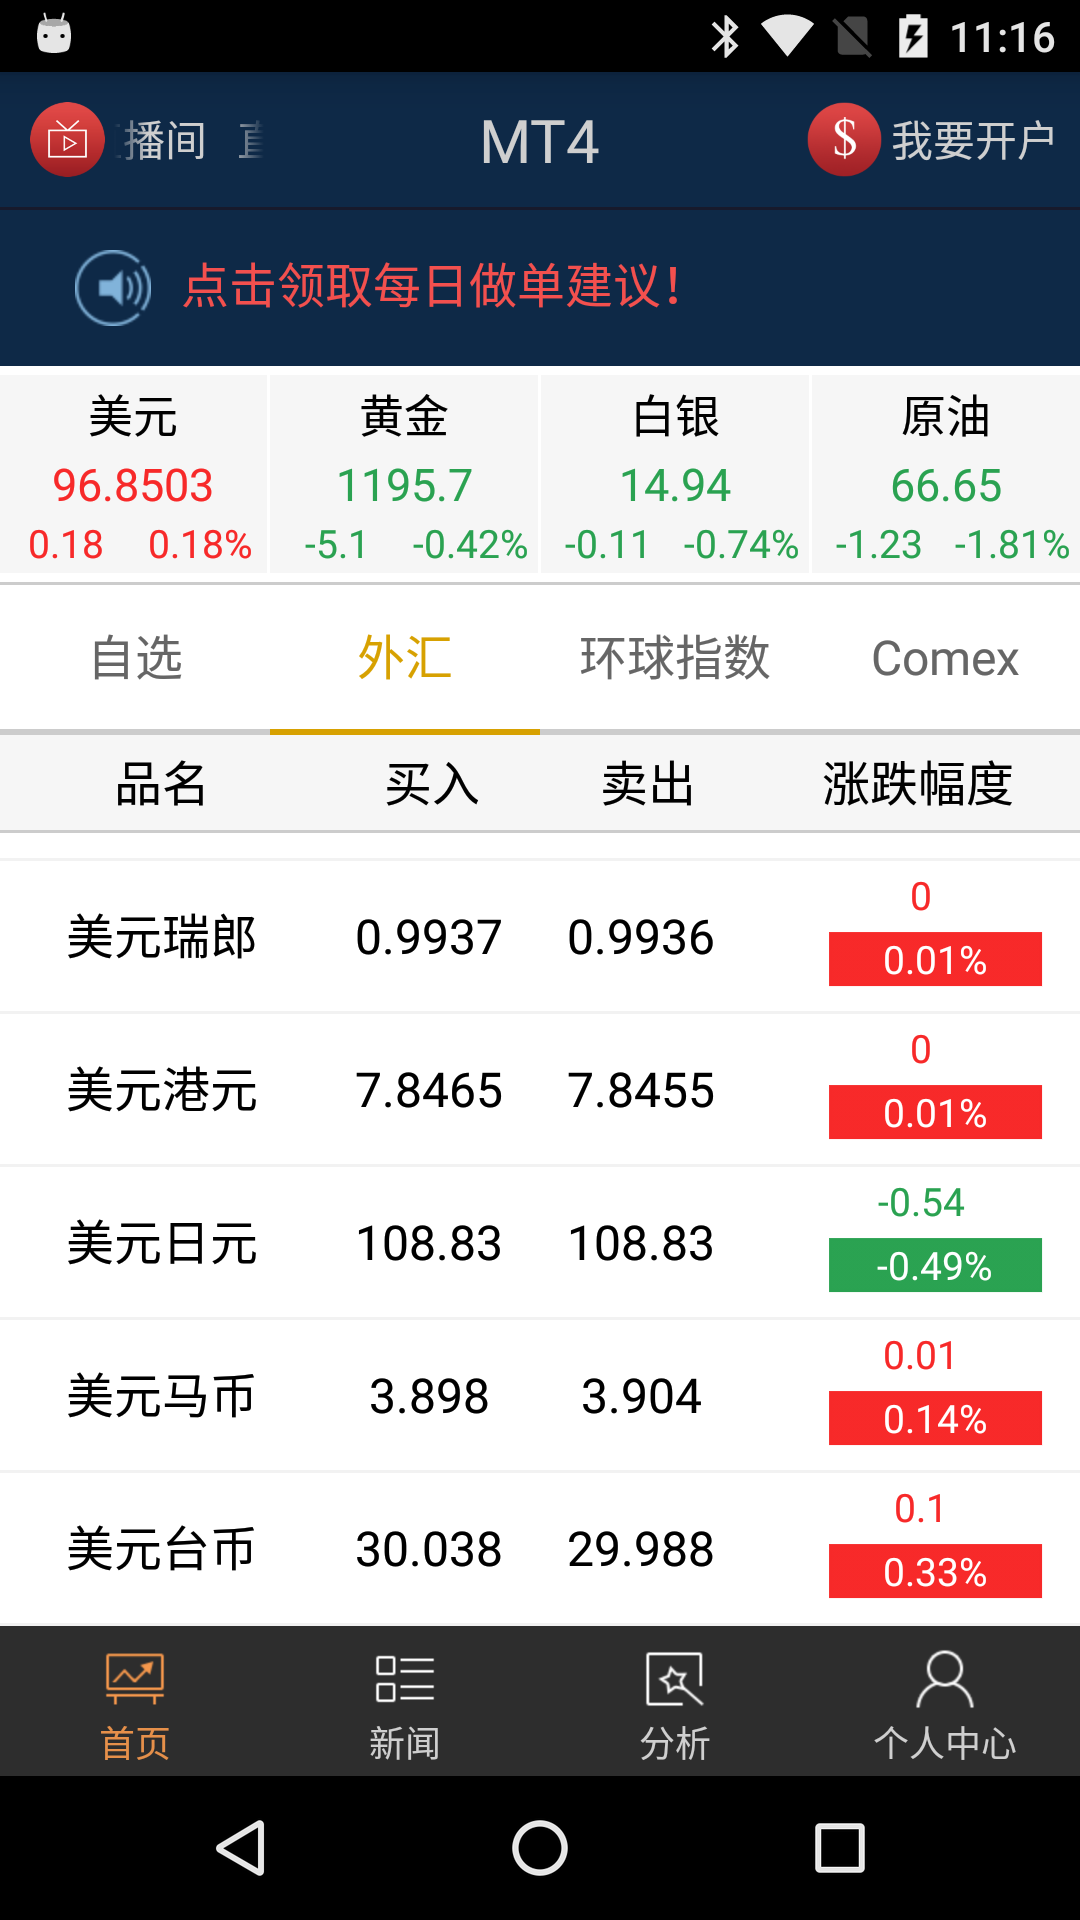 11:16
播间 直 MT4 $ 我要开户
点击领取每日做单建议!
美元 黄金 白银 原油
96.8503 1195.7 14.94 66.65
0.18 0.18% -5.1 -0.42% -0.11 -0.74% -1.23 -1.81%
自选 外汇 环球指数 Comex
品名 买入 卖出 涨跌幅度
0
美元瑞郎 0.9937 0.9936
0.01%
0
美元港元 7.8465 7.8455
0.01%
-0.54
美元日元 108.83 108.83
-0.49%
0.01
美元马币 3.898 3.904
0.14%
0.1
美元台币 30.038 29.988
0.33%
首页 新闻 分析 个人中心